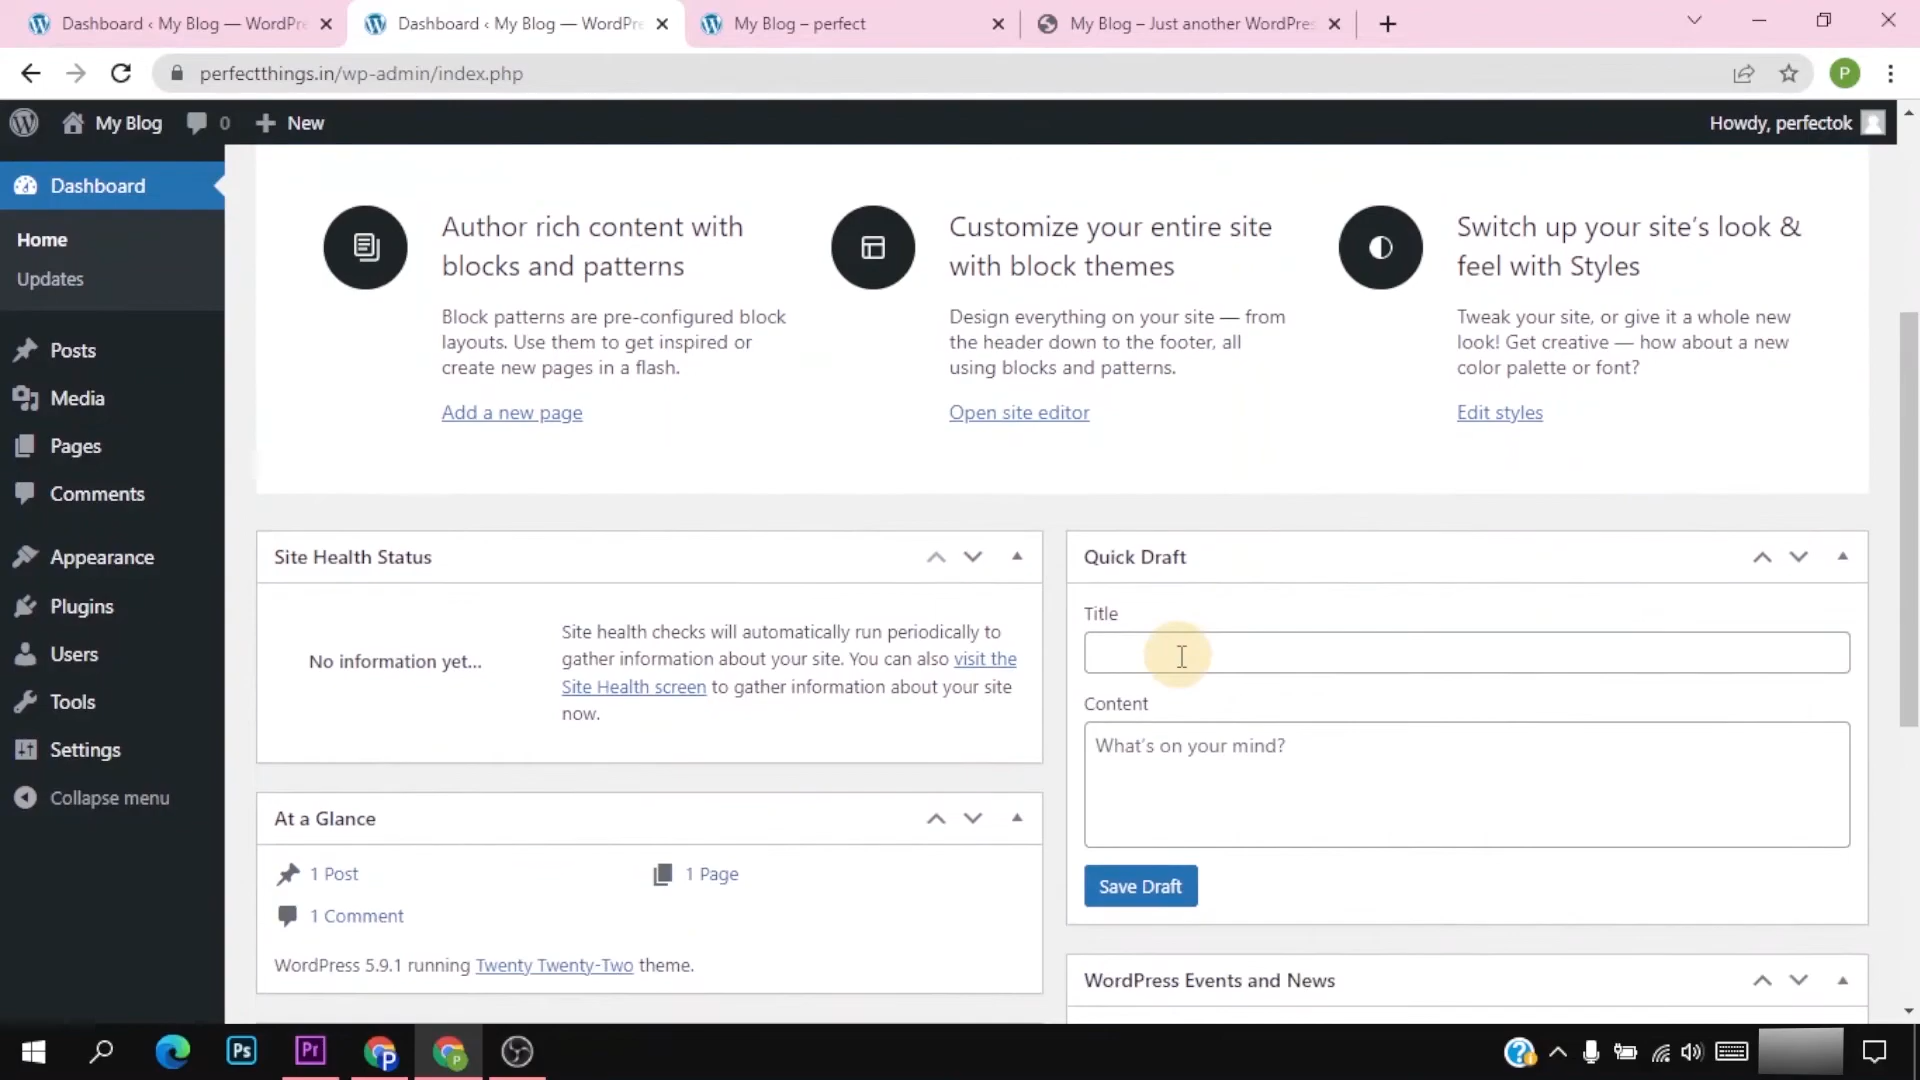 Dashboard ‹ My Blog — WordPre
Dashboard ‹ My Blog — WordPre
My Blog – perfect
My Blog – Just another WordPres
perfectthings.in/wp-admin/index.php
P
My Blog
0
New
Howdy, perfectok
Dashboard
Home
Updates
Posts
Media
Pages
Comments
Appearance
Plugins
Users
Tools
Settings
Collapse menu
Author rich content with
blocks and patterns
Block patterns are pre-configured block
layouts. Use them to get inspired or
create new pages in a flash.
Add a new page
Customize your entire site
with block themes
Design everything on your site — from
the header down to the footer, all
using blocks and patterns.
Open site editor
Switch up your site's look &
feel with Styles
Tweak your site, or give it a whole new
look! Get creative — how about a new
color palette or font?
Edit styles
Site Health Status
No information yet...
Site health checks will automatically run periodically to
gather information about your site. You can also visit the
Site Health screen to gather information about your site
now.
At a Glance
1 Post
1 Page
1 Comment
WordPress 5.9.1 running Twenty Twenty-Two theme.
Quick Draft
Title
Content
What's on your mind?
Save Draft
WordPress Events and News
Ps
Pr
P
P